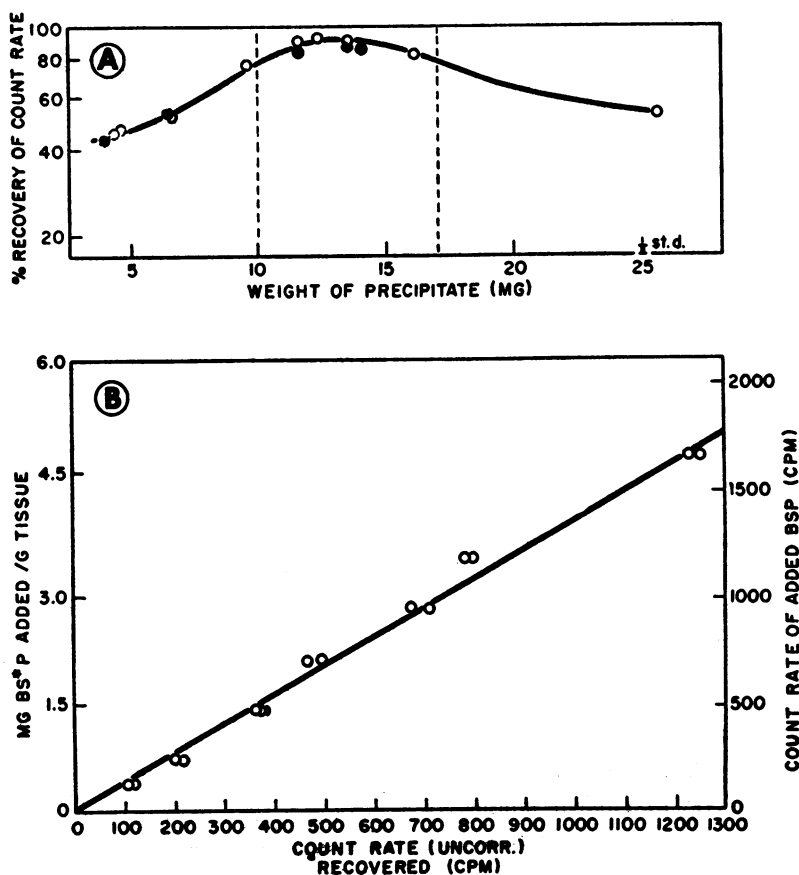 A
% RECOVERY OF COUNT RATE
100
80
60
40
20
5 10 15 20 25
st.d.
WEIGHT OF PRECIPITATE (MG)
B
MG BS*P ADDED /G TISSUE
6.0
4.5
3.0
1.5
0
2000
1500
1000
500
0
COUNT RATE OF ADDED BSP (CPM)
0 100 200 300 400 500 600 700 800 900 1000 1100 1200 1300
COUNT RATE (UNCORR.)
RECOVERED (CPM)